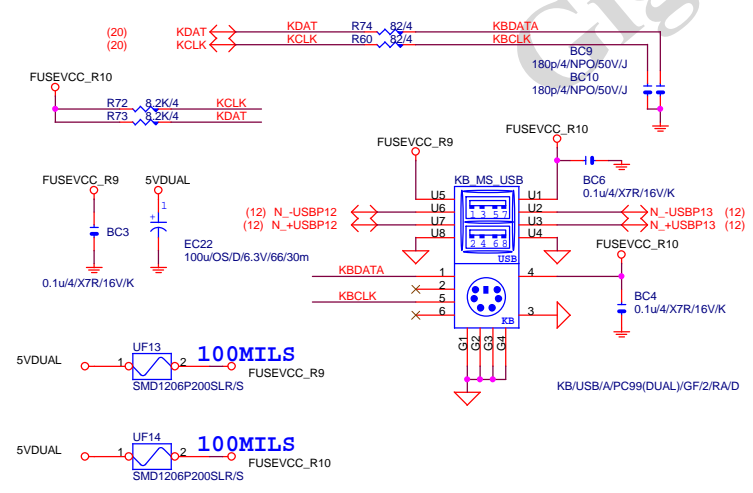 (20) KDAT KDAT R74 82/4 KBDATA
(20) KCLK KCLK R60 82/4 KBCLK
BC9
180p/4/NPO/50V/J
BC10
180p/4/NPO/50V/J
FUSEVCC_R10
R72 8.2K/4 KCLK
R73 8.2K/4 KDAT
FUSEVCC_R9
FUSEVCC_R10
BC6
0.1u/4/X7R/16V/K
FUSEVCC_R9
BC3
0.1u/4/X7R/16V/K
5VDUAL
1
+
EC22
100u/OS/D/6.3V/66/30m
KB_MS_USB
U5 U1
(12) N_-USBP12 U6 U2 N_-USBP13 (12)
(12) N_+USBP12 U7 U3 N_+USBP13 (12)
U8 U4
1 3 5 7
2 4 6 8
USB
FUSEVCC_R10
KBDATA 1 4
2
KBCLK 5
6 3
KB
G1 G2 G3 G4
BC4
0.1u/4/X7R/16V/K
KB/USB/A/PC99(DUAL)/GF/2/RA/D
UF13
5VDUAL 1 2 100MILS
FUSEVCC_R9
SMD1206P200SLR/S
UF14
5VDUAL 1 2 100MILS
FUSEVCC_R10
SMD1206P200SLR/S